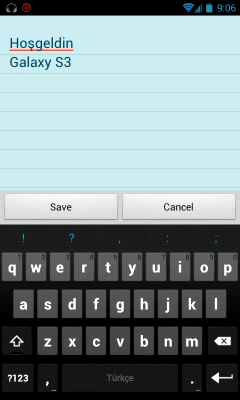 9:06
Hoşgeldin
Galaxy S3
Save Cancel
! ? , : ;
q w e r t y u i o p
a s d f g h j k l
z x c v b n m
?123 , Türkçe .